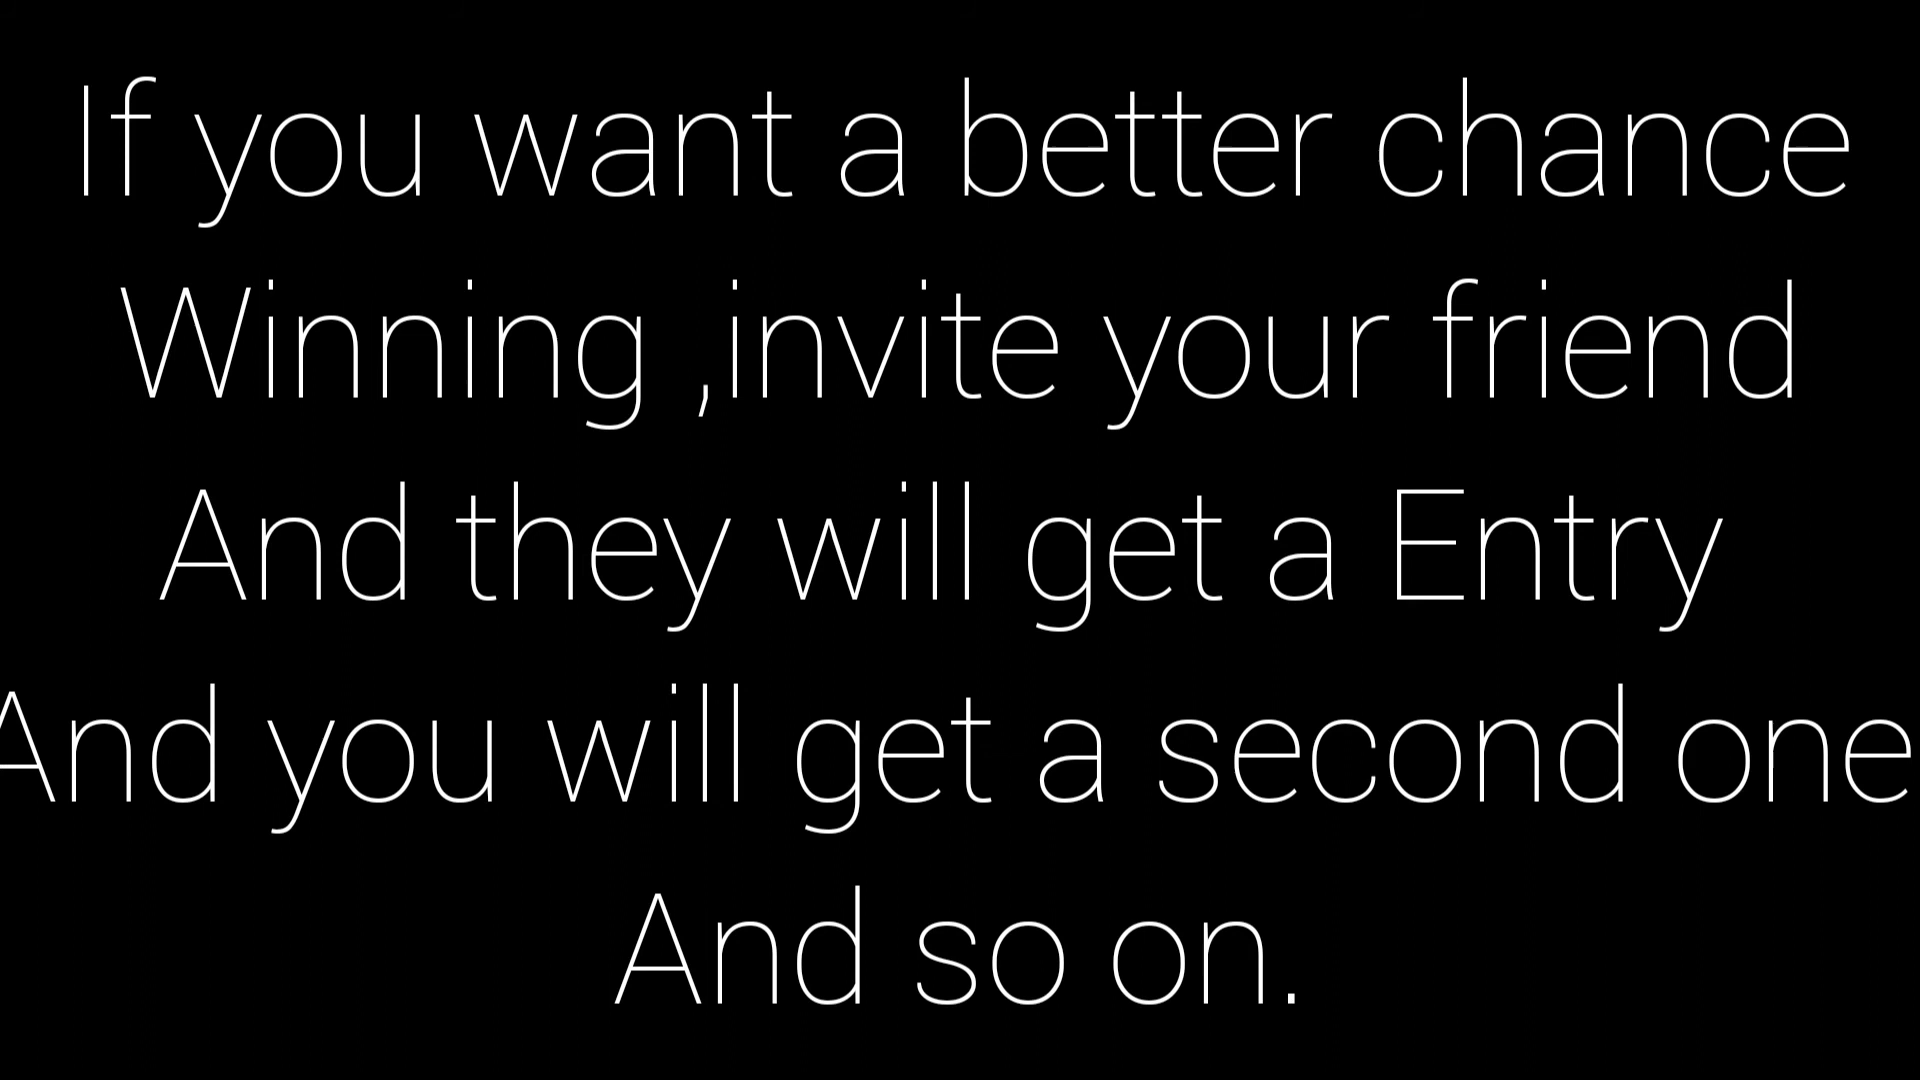 If you want a better chance
Winning ,invite your friend
And they will get a Entry
And you will get a second one
And so on.